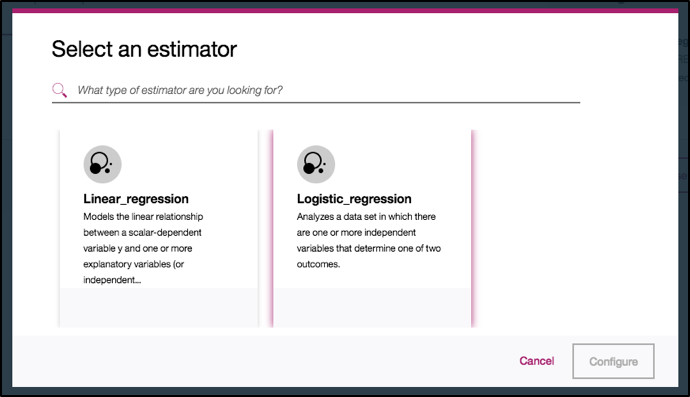 Select an estimator
What type of estimator are you looking for?
Linear_regression
Models the linear relationship
between a scalar-dependent
variable y and one or more
explanatory variables (or
independent...
Logistic_regression
Analyzes a data set in which there
are one or more independent
variables that determine one of two
outcomes.
Cancel
Configure